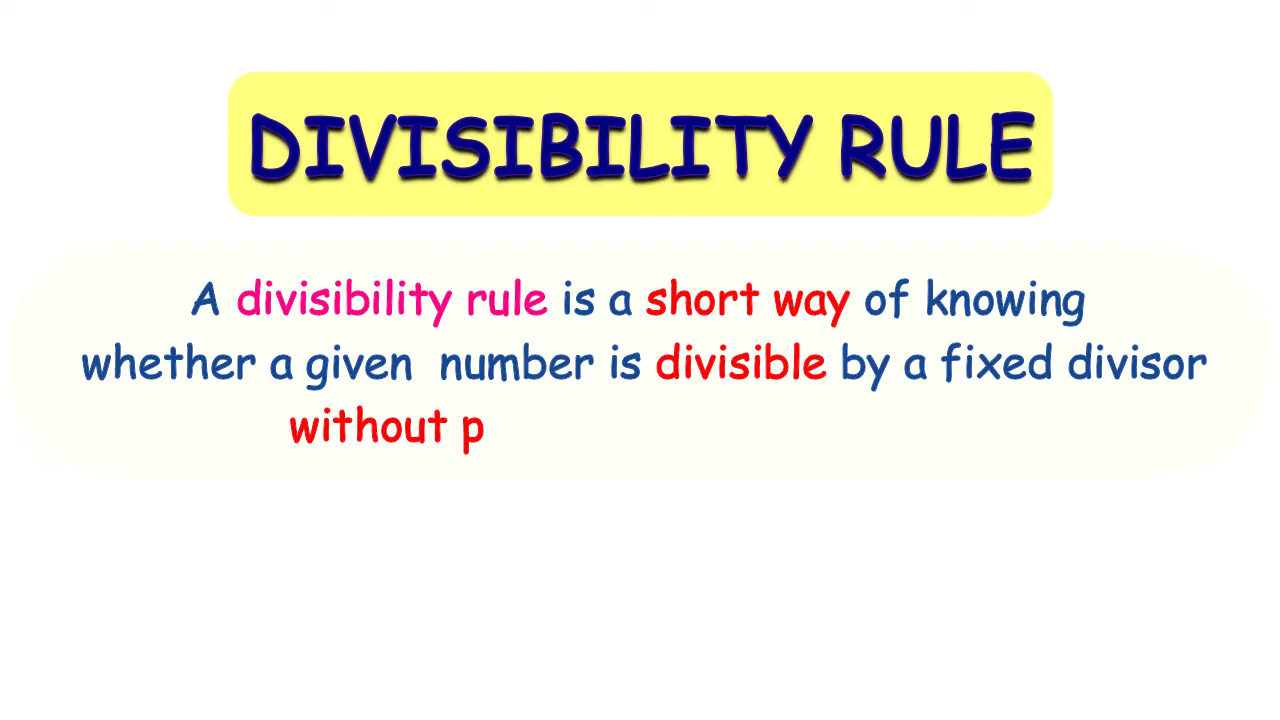 DIVISIBILITY RULE
A divisibility rule is a short way of knowing
whether a given number is divisible by a fixed divisor
without p